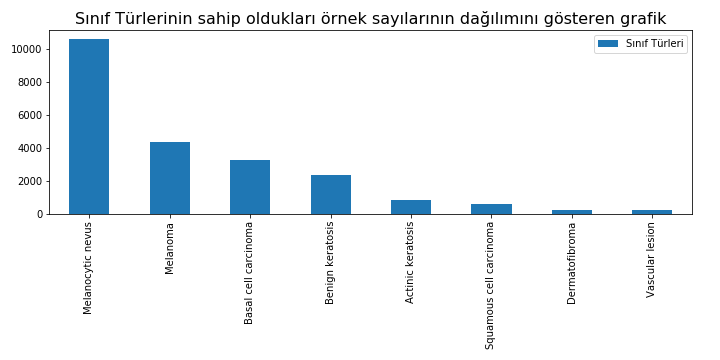 Sınıf Türlerinin sahip oldukları örnek sayılarının dağılımını gösteren grafik
Sınıf Türleri
10000
8000
6000
4000
2000
0
Melanocytic nevus
Melanoma
Basal cell carcinoma
Benign keratosis
Actinic keratosis
Squamous cell carcinoma
Dermatofibroma
Vascular lesion